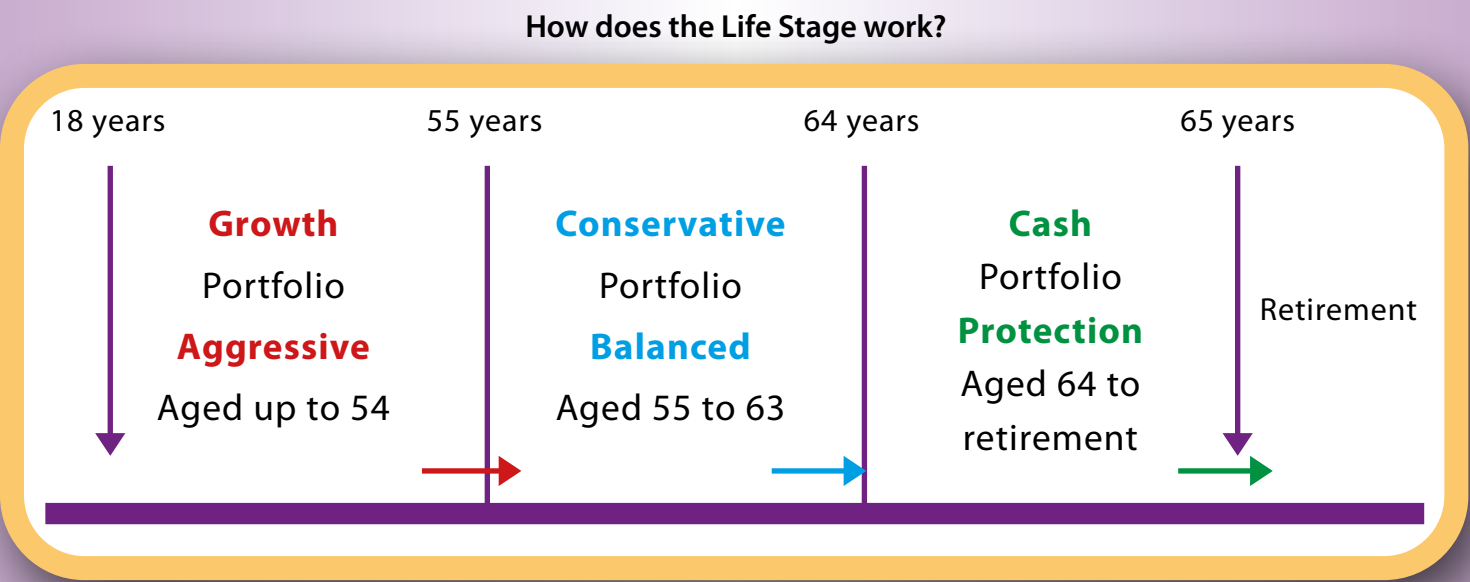 How does the Life Stage work?
18 years
55 years
64 years
65 years
Growth
Portfolio
Aggressive
Aged up to 54
Conservative
Portfolio
Balanced
Aged 55 to 63
Cash
Portfolio
Protection
Aged 64 to
retirement
Retirement